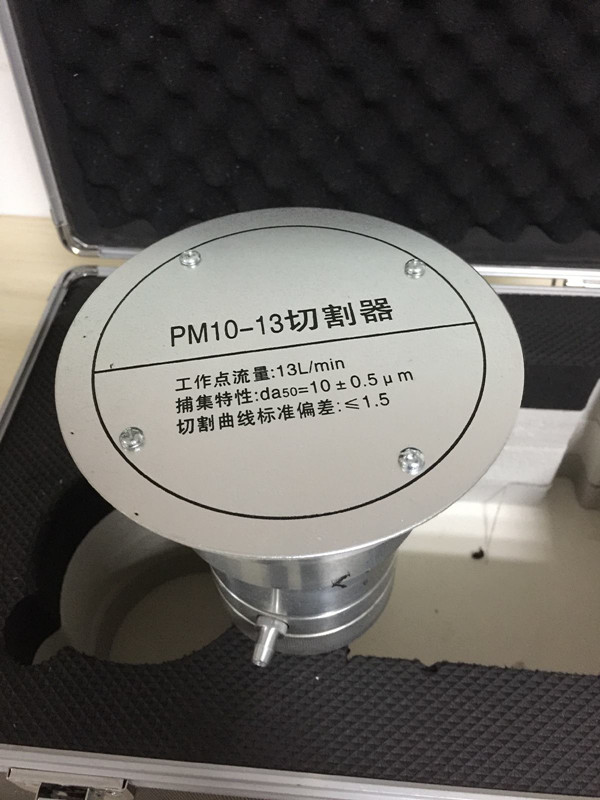 PM10-13切割器
工作点流量:13L/min
捕集特性:da50=10±0.5μm
切割曲线标准偏差:≤1.5